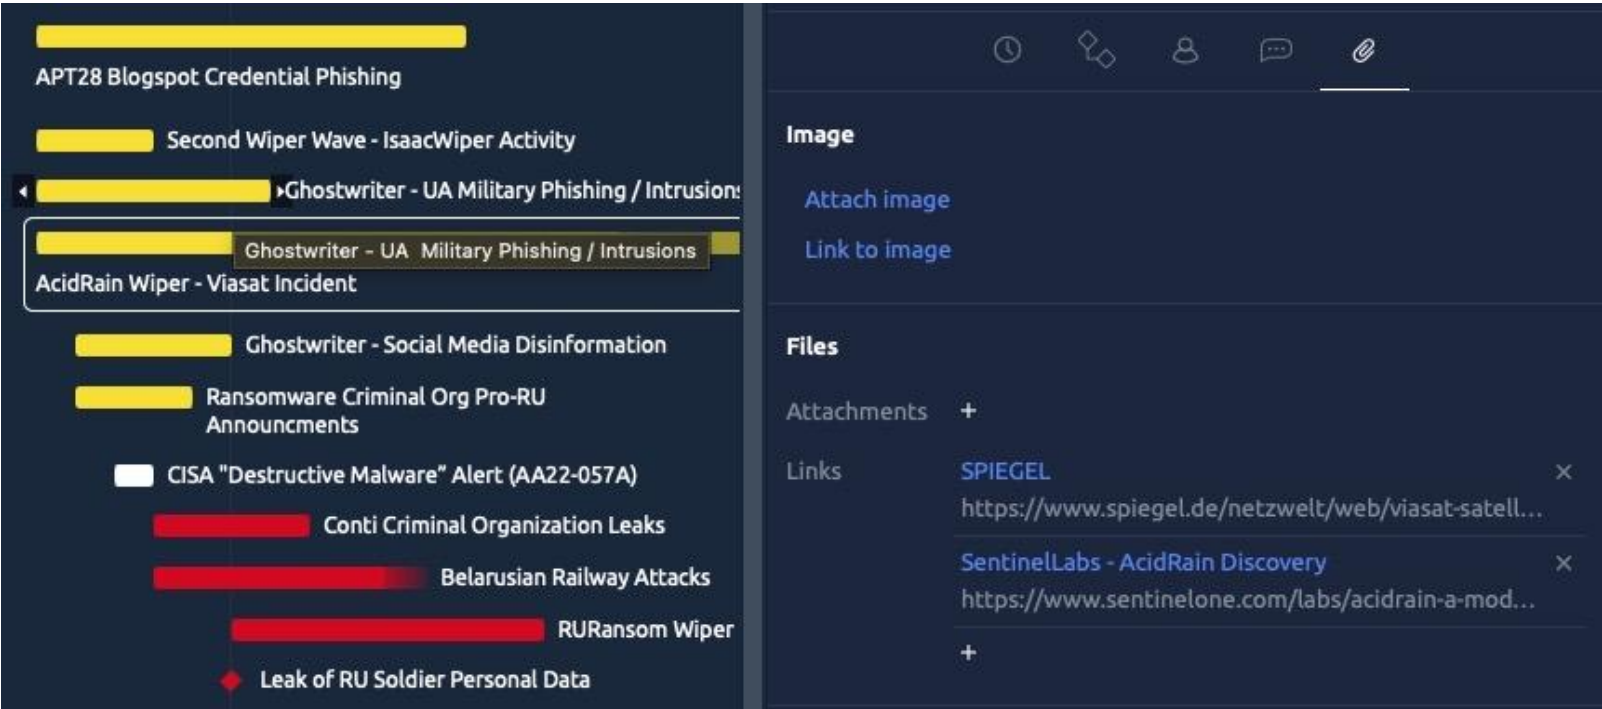 APT28 Blogspot Credential Phishing
Second Wiper Wave - IsaacWiper Activity
Ghostwriter - UA Military Phishing / Intrusions
Ghostwriter - UA Military Phishing / Intrusions
AcidRain Wiper - Viasat Incident
Ghostwriter - Social Media Disinformation
Ransomware Criminal Org Pro-RU
Announcments
CISA "Destructive Malware” Alert (AA22-057A)
Conti Criminal Organization Leaks
Belarusian Railway Attacks
RURansom Wiper
Leak of RU Soldier Personal Data
Image
Attach image
Link to image
Files
Attachments +
Links
SPIEGEL
https://www.spiegel.de/netzwelt/web/viasat-satell...
SentinelLabs - AcidRain Discovery
https://www.sentinelone.com/labs/acidrain-a-mod...
+